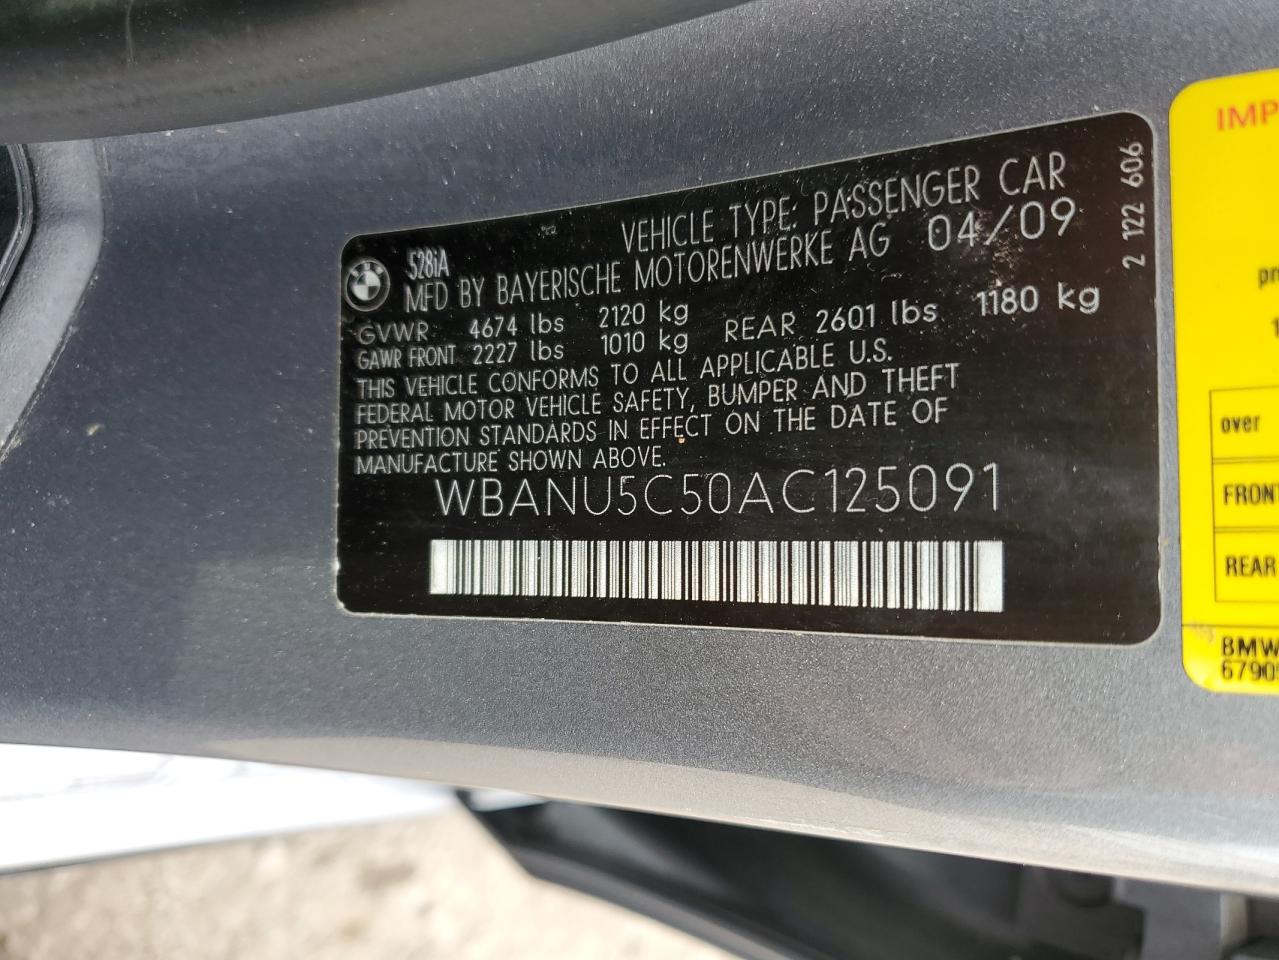 528iA
VEHICLE TYPE: PASSENGER CAR
MFD BY BAYERISCHE MOTORENWERKE AG 04/09
GVWR 4674 lbs 2120 kg
GAWR FRONT 2227 lbs 1010 kg REAR 2601 lbs 1180 kg
THIS VEHICLE CONFORMS TO ALL APPLICABLE U.S.
FEDERAL MOTOR VEHICLE SAFETY, BUMPER AND THEFT
PREVENTION STANDARDS IN EFFECT ON THE DATE OF
MANUFACTURE SHOWN ABOVE.
WBANU5C50AC125091
2 122 606
IMP
pr
over
FRONT
REAR
BMW
6790